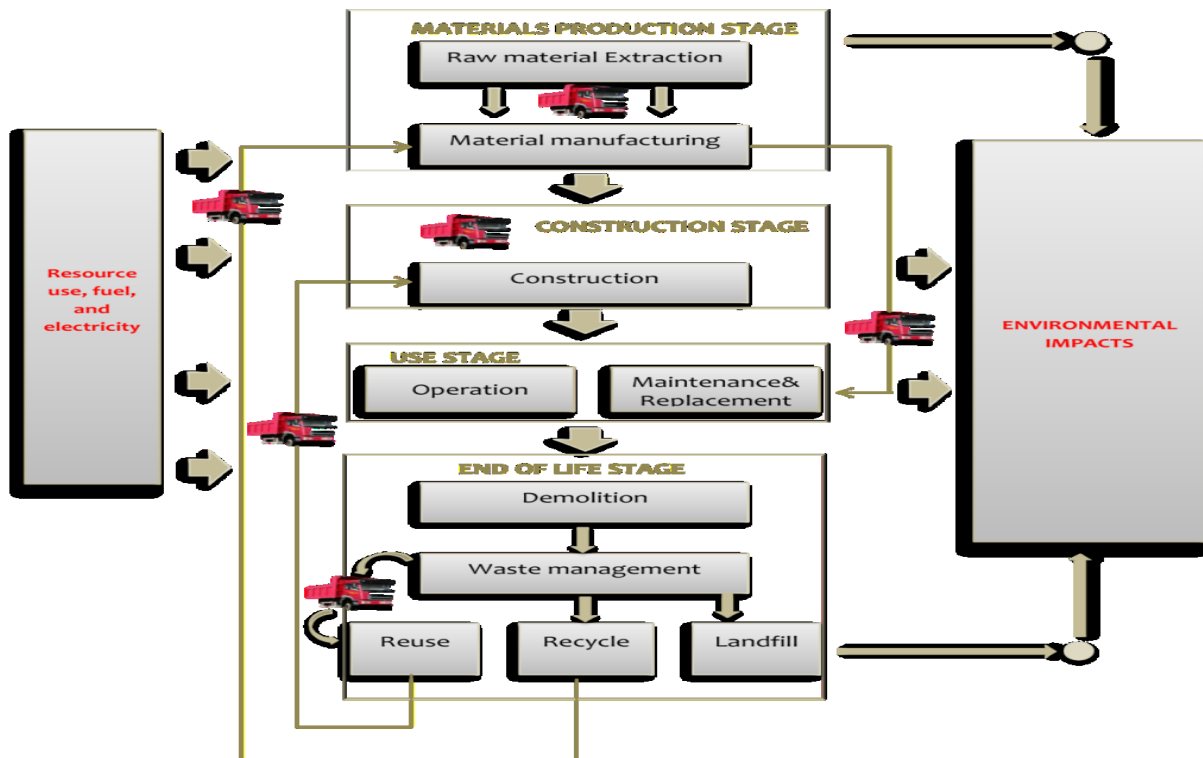 MATERIALS PRODUCTION STAGE
Raw material Extraction
Material manufacturing
CONSTRUCTION STAGE
Construction
Resource
use, fuel,
and
electricity
ENVIRONMENTAL
IMPACTS
USE STAGE
Operation
Maintenance&
Replacement
END OF LIFE STAGE
Demolition
Waste management
Reuse
Recycle
Landfill